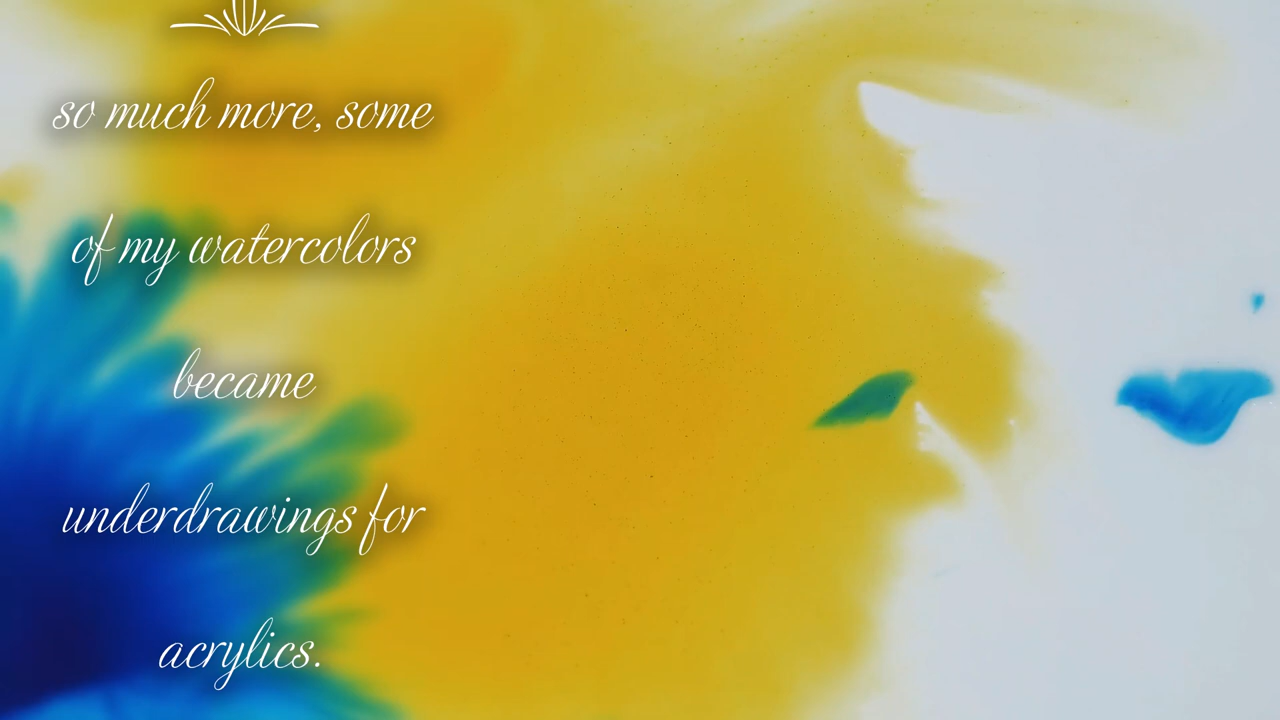 so much more, some
of my watercolors
became
underdrawings for
acrylics.